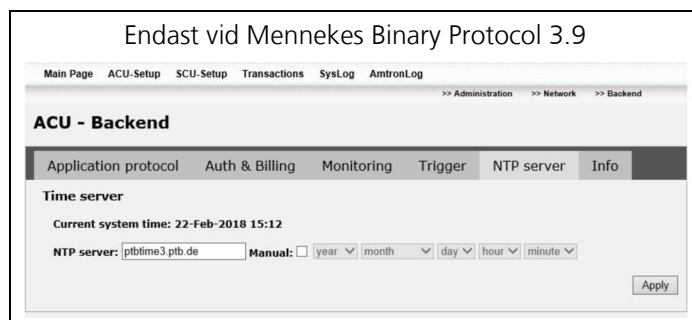 Endast vid Mennekes Binary Protocol 3.9
Main Page ACU-Setup SCU-Setup Transactions SysLog AmtronLog
>> Administration >> Network >> Backend
ACU - Backend
Application protocol Auth & Billing Monitoring Trigger NTP server Info
Time server
Current system time: 22-Feb-2018 15:12
NTP server: ptbtime3.ptb.de Manual: year month day hour minute
Apply